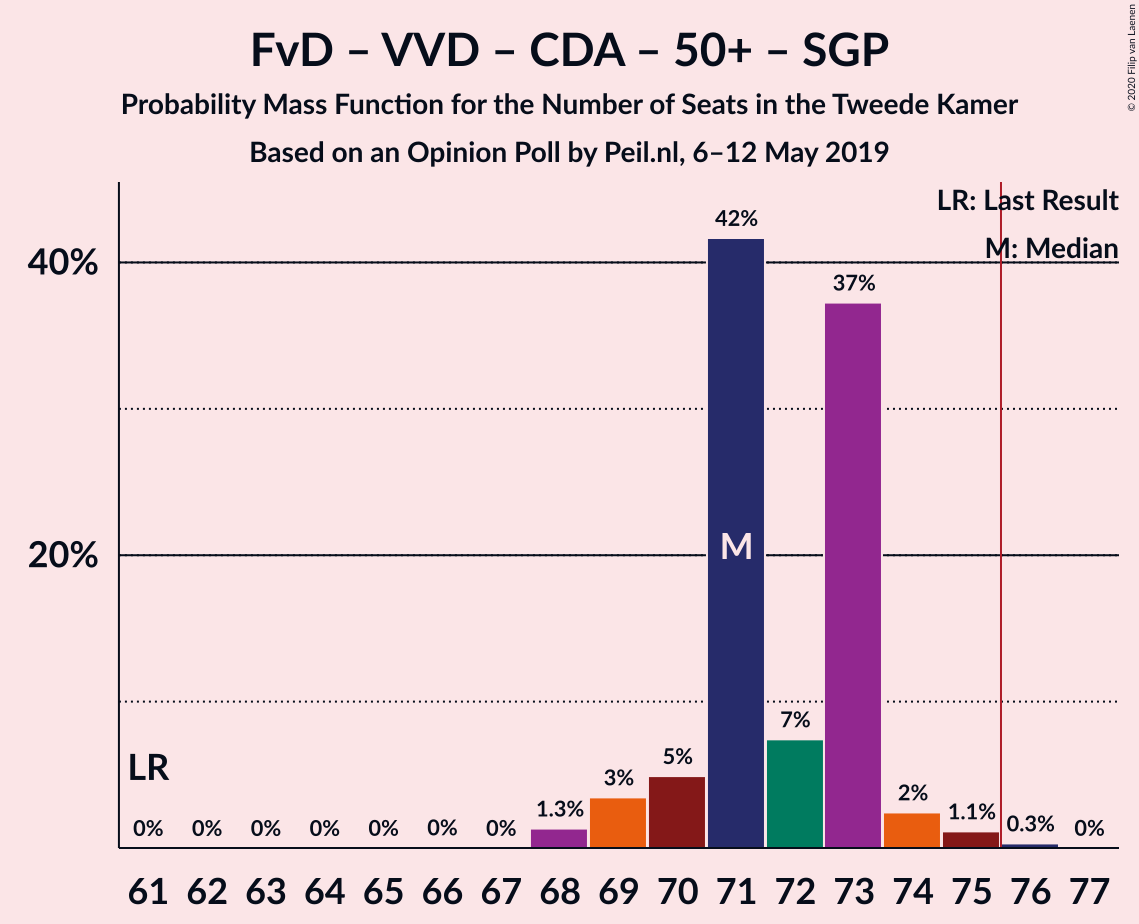 FvD – VVD – CDA – 50+ – SGP
Probability Mass Function for the Number of Seats in the Tweede Kamer
Based on an Opinion Poll by Peil.nl, 6–12 May 2019
© 2020 Filip van Laenen
LR: Last Result
M: Median
40%
20%
42%
37%
M
7%
5%
3%
2%
1.3%
1.1%
0.3%
LR
0% 0% 0% 0% 0% 0% 0% 0%
61 62 63 64 65 66 67 68 69 70 71 72 73 74 75 76 77